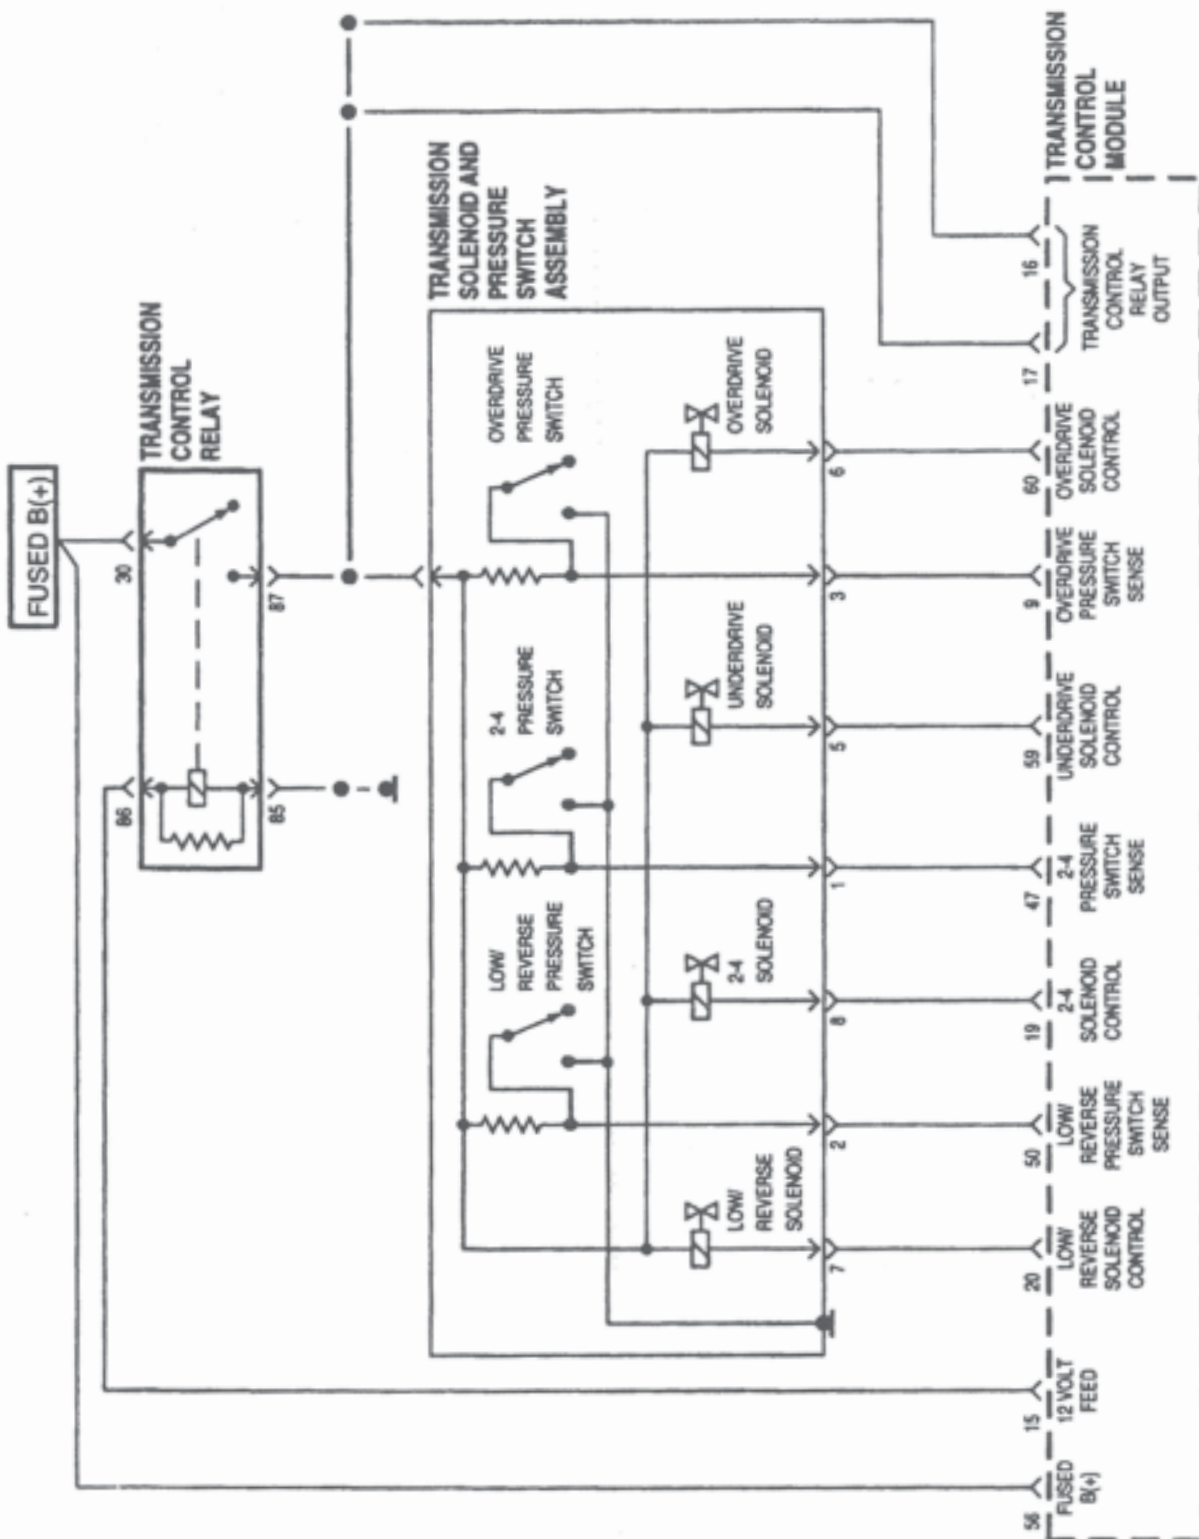 FUSED B(+)
TRANSMISSION
CONTROL
RELAY
30
86
87
85
TRANSMISSION
SOLENOID AND
PRESSURE
SWITCH
ASSEMBLY
LOW/
REVERSE
PRESSURE
SWITCH
2-4
PRESSURE
SWITCH
OVERDRIVE
PRESSURE
SWITCH
LOW/
REVERSE
SOLENOID
2-4
SOLENOID
UNDERDRIVE
SOLENOID
OVERDRIVE
SOLENOID
7
2
8
1
5
3
6
TRANSMISSION
CONTROL
MODULE
56
FUSED
B(+)
15
12 VOLT
FEED
20
LOW/
REVERSE
SOLENOID
CONTROL
50
LOW/
REVERSE
PRESSURE
SWITCH
SENSE
19
2-4
SOLENOID
CONTROL
47
2-4
PRESSURE
SWITCH
SENSE
59
UNDERDRIVE
SOLENOID
CONTROL
9
OVERDRIVE
PRESSURE
SWITCH
SENSE
60
OVERDRIVE
SOLENOID
CONTROL
17
16
TRANSMISSION
CONTROL
RELAY
OUTPUT